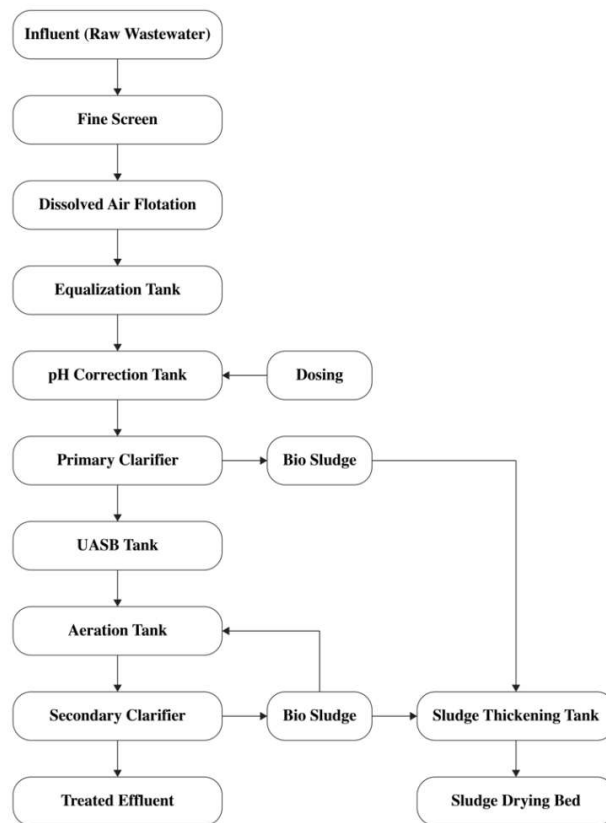 Influent (Raw Wastewater)
Fine Screen
Dissolved Air Flotation
Equalization Tank
pH Correction Tank
Dosing
Primary Clarifier
Bio Sludge
UASB Tank
Aeration Tank
Secondary Clarifier
Bio Sludge
Sludge Thickening Tank
Treated Effluent
Sludge Drying Bed